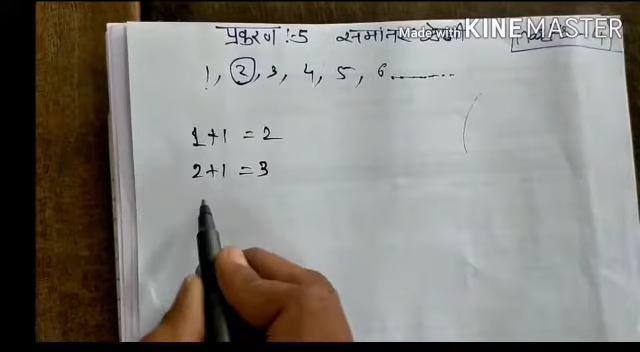 Made with KINEMASTER
प्रकरण :- 5 समांतर श्रेढी
1, 2, 3, 4, 5, 6........
1+1 = 2
2+1 = 3